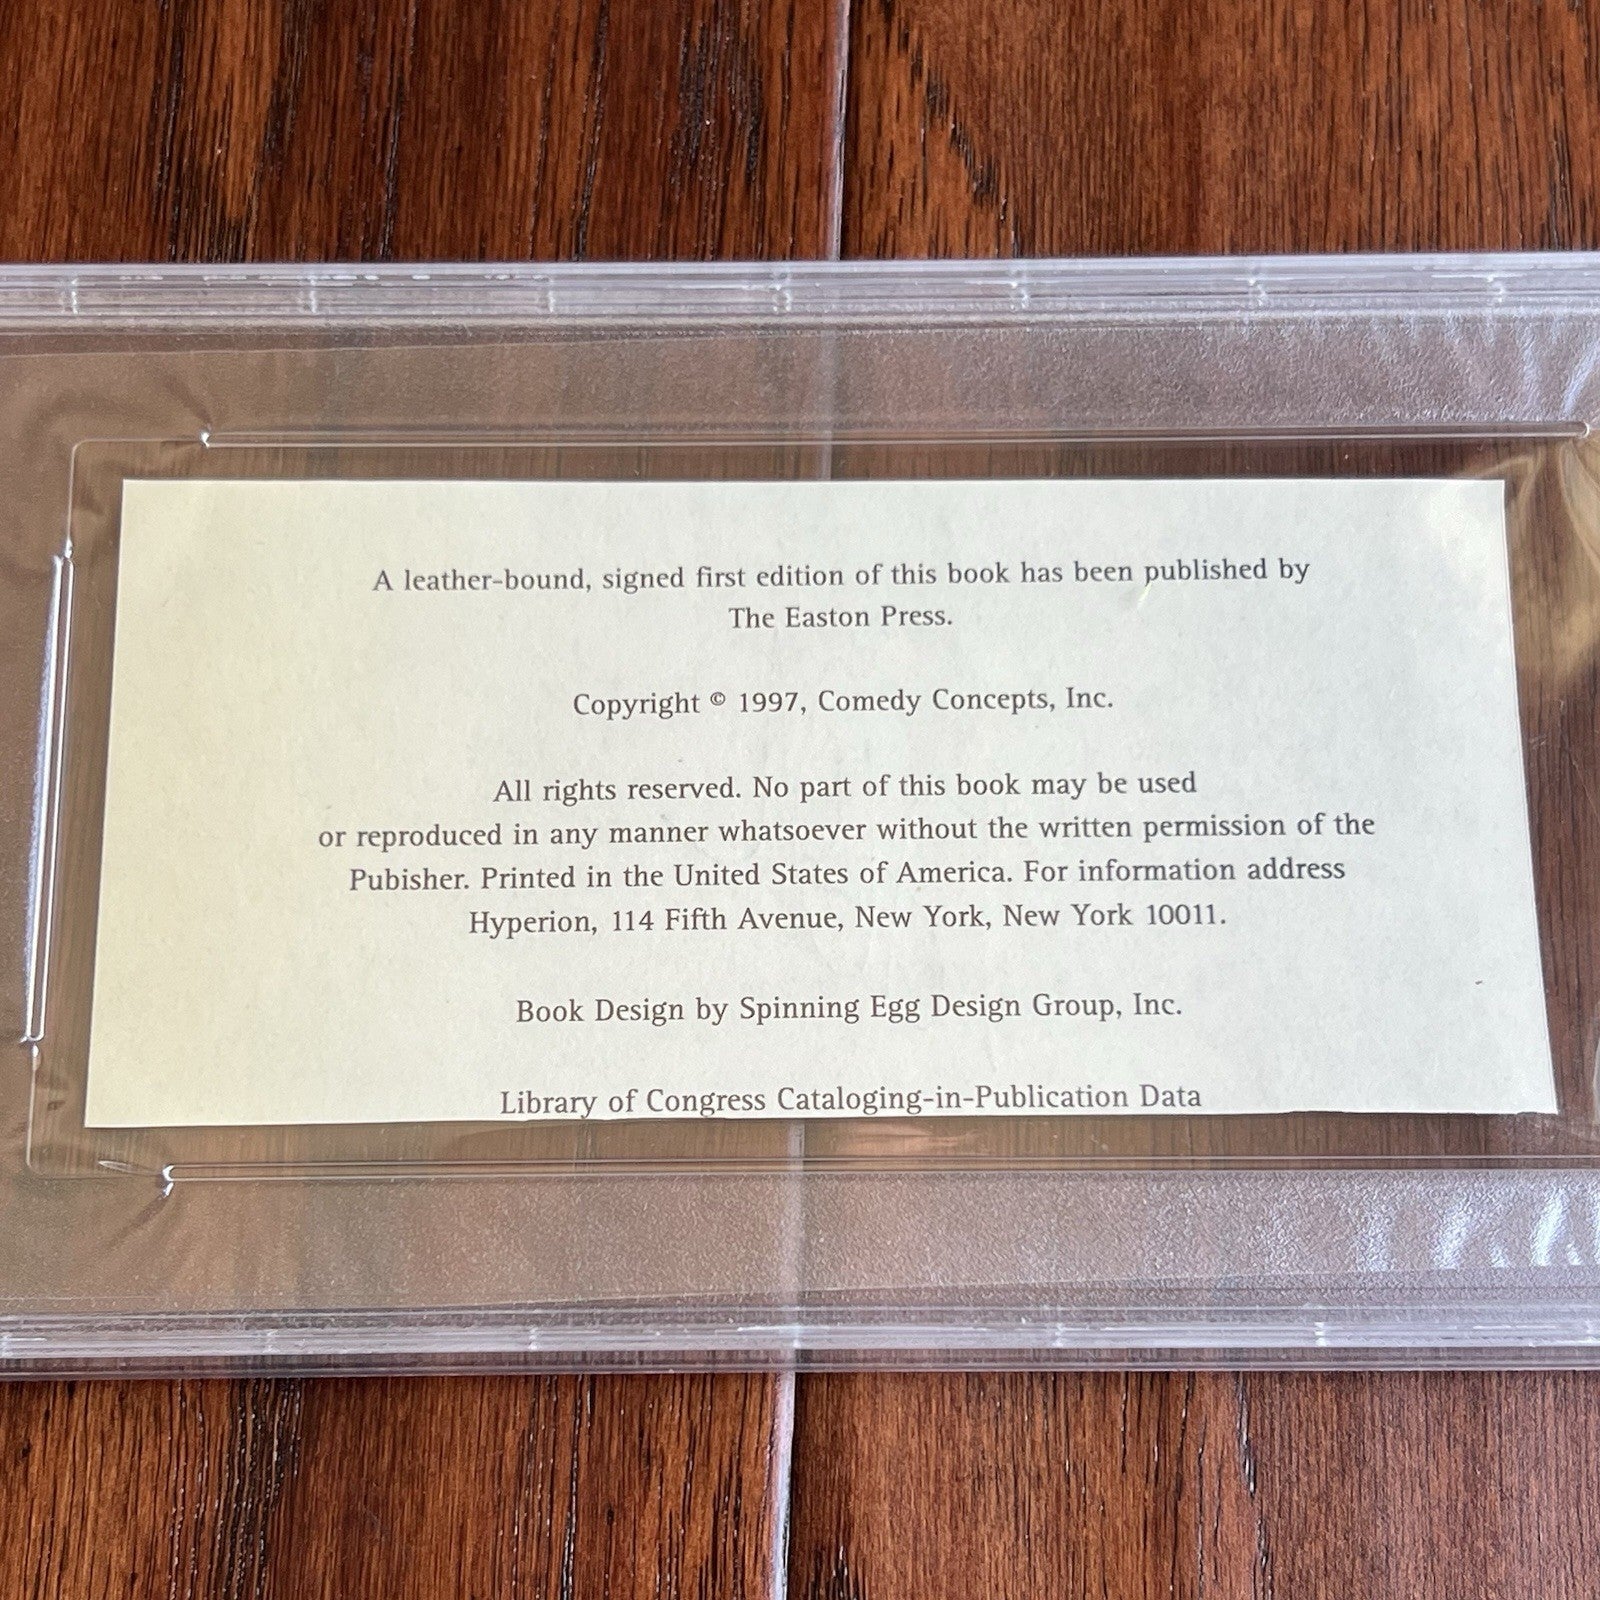 A leather-bound, signed first edition of this book has been published by
The Easton Press.
Copyright © 1997, Comedy Concepts, Inc.
All rights reserved. No part of this book may be used
or reproduced in any manner whatsoever without the written permission of the
Pubisher. Printed in the United States of America. For information address
Hyperion, 114 Fifth Avenue, New York, New York 10011.
Book Design by Spinning Egg Design Group, Inc.
Library of Congress Cataloging-in-Publication Data